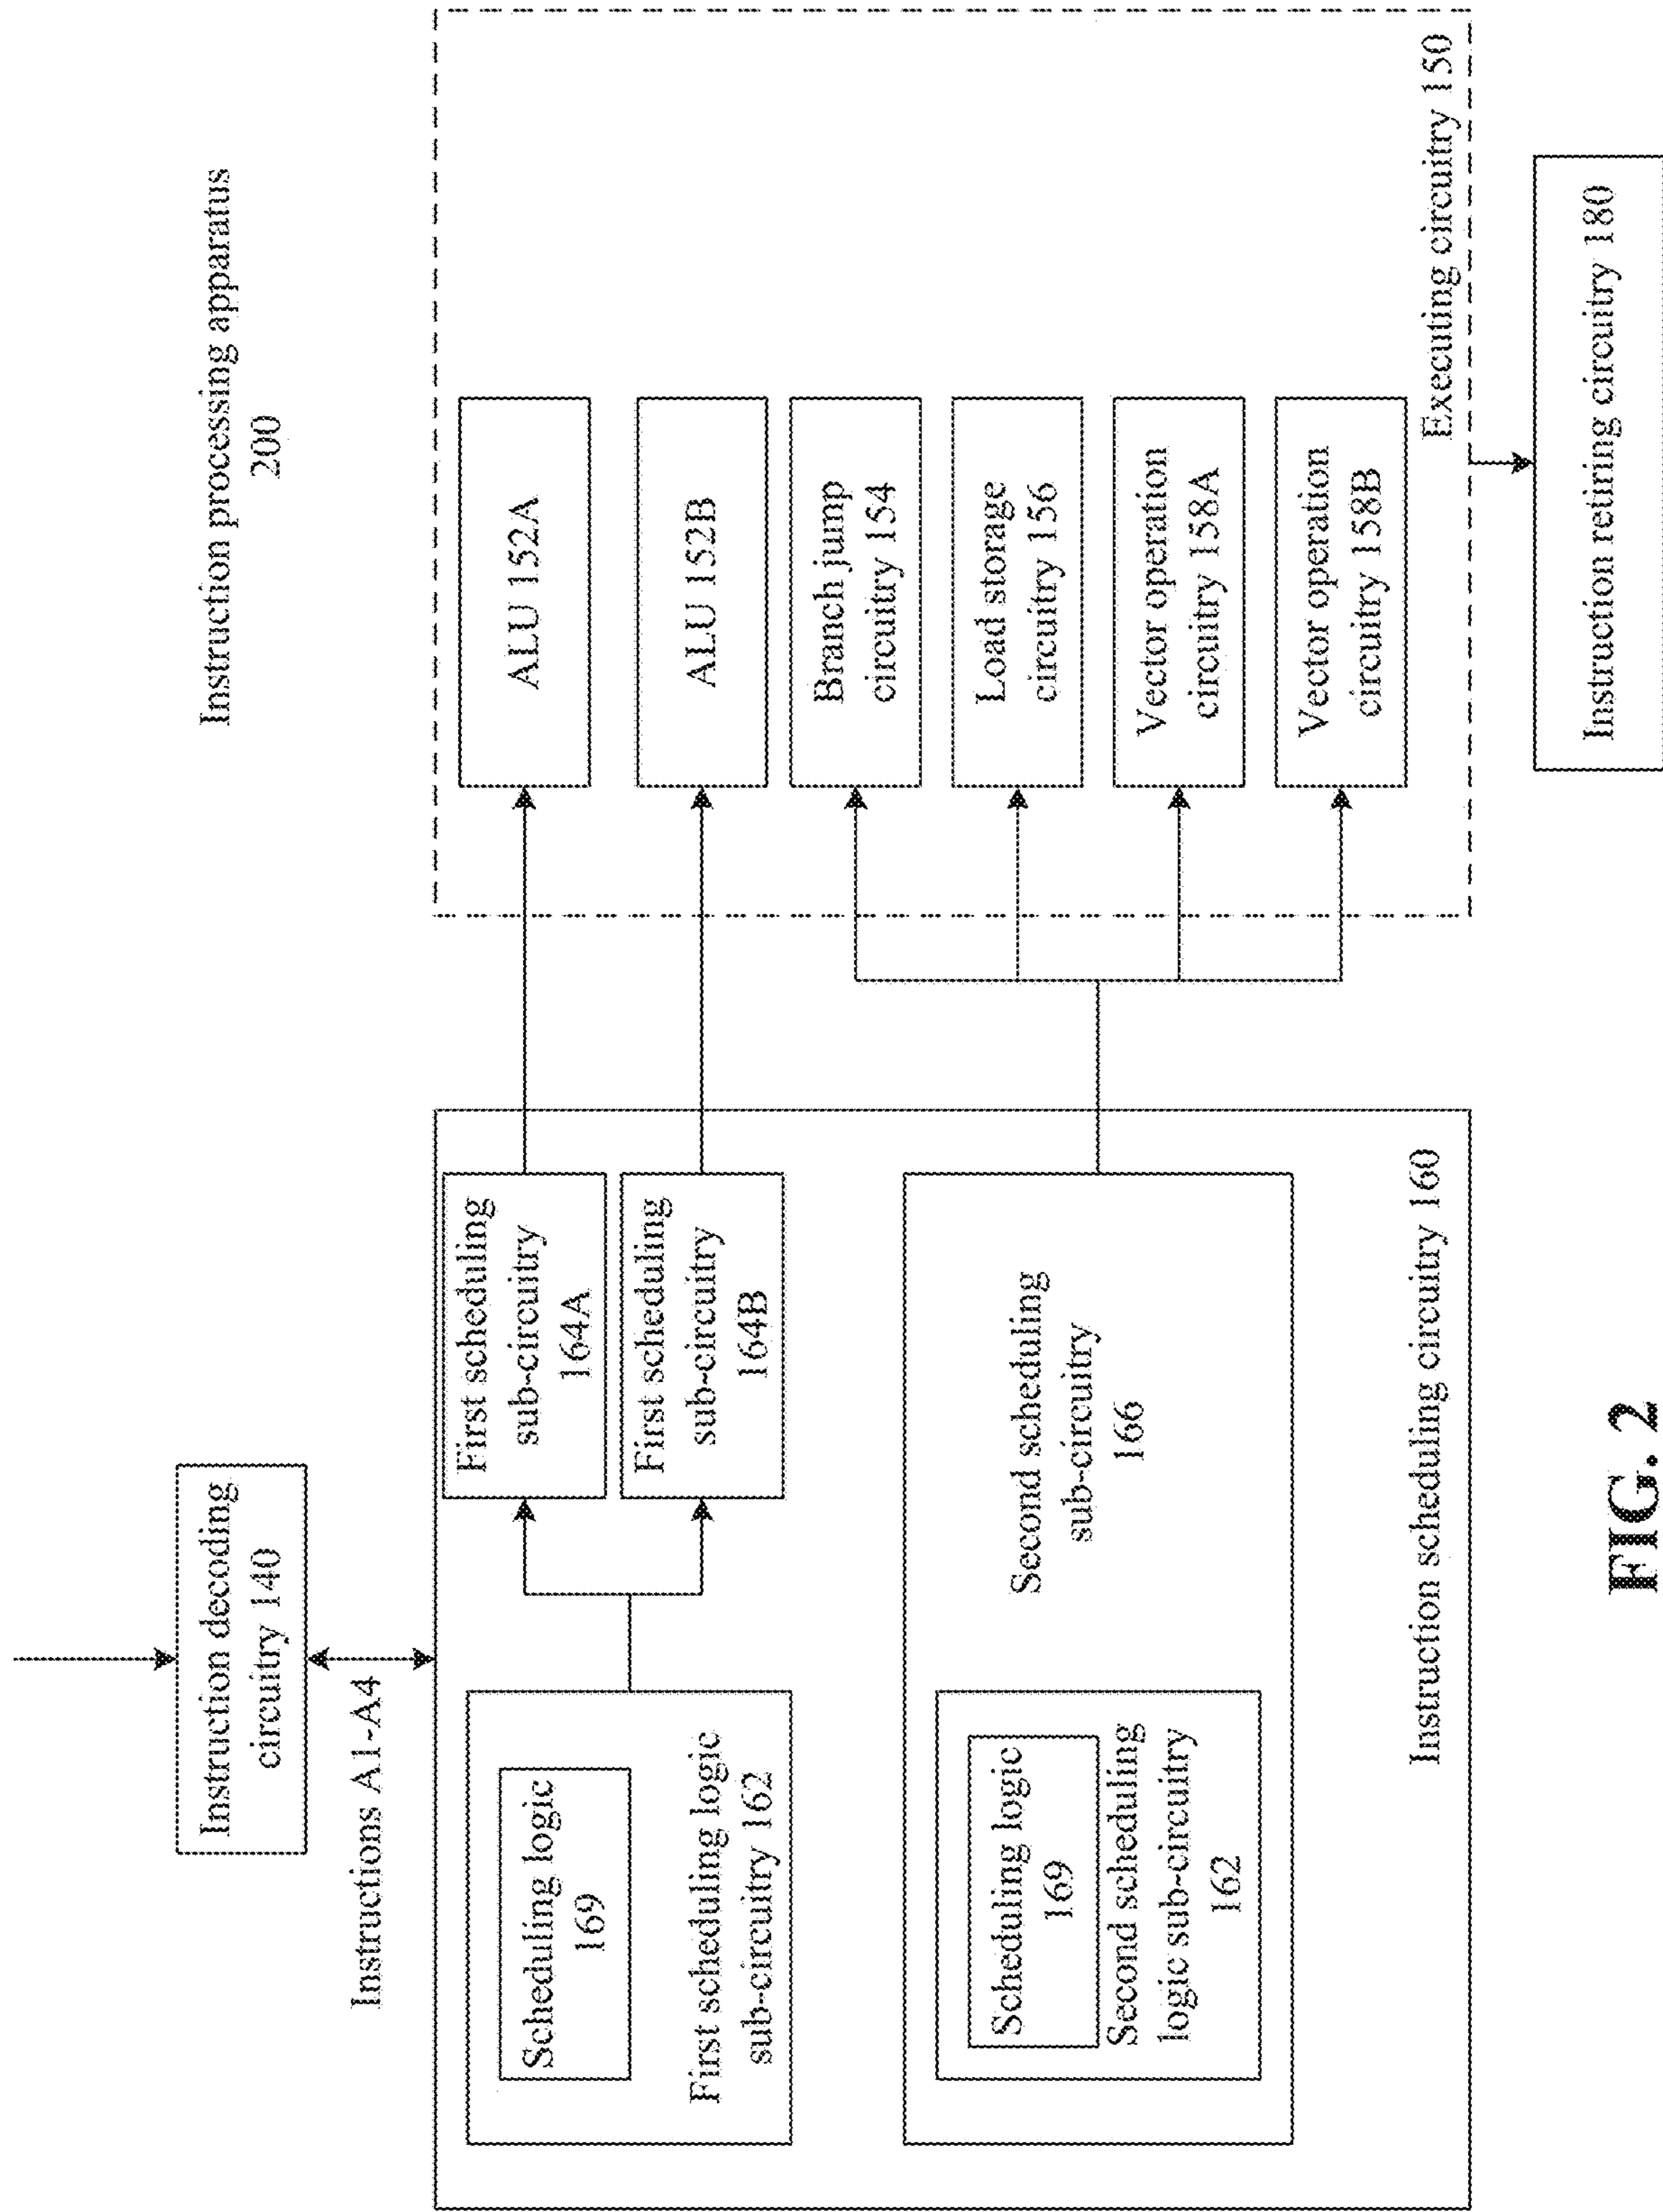 Instruction processing apparatus
200
Instruction decoding
circuitry 140
Instructions A1-A4
Scheduling logic
169
First scheduling logic
sub-circuitry 162
First scheduling
sub-circuitry
164A
First scheduling
sub-circuitry
164B
Scheduling logic
169
Second scheduling
logic sub-circuitry
162
Second scheduling
sub-circuitry
166
Instruction scheduling circuitry 160
ALU 152A
ALU 152B
Branch jump
circuitry 154
Load storage
circuitry 156
Vector operation
circuitry 158A
Vector operation
circuitry 158B
Executing circuitry 150
Instruction retiring circuitry 180
FIG. 2